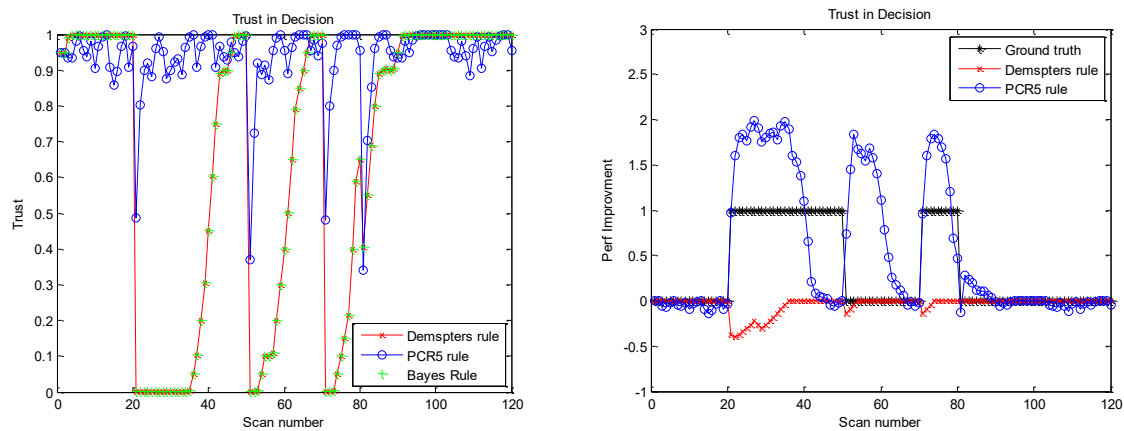 Trust in Decision
1
0.9
0.8
0.7
0.6
0.5
0.4
0.3
0.2
0.1
0
Trust
Demspters rule
PCR5 rule
Bayes Rule
0 20 40 60 80 100 120
Scan number
Trust in Decision
3
2.5
2
1.5
1
0.5
0
-0.5
-1
Perf Improvment
Ground truth
Demspters rule
PCR5 rule
0 20 40 60 80 100 120
Scan number